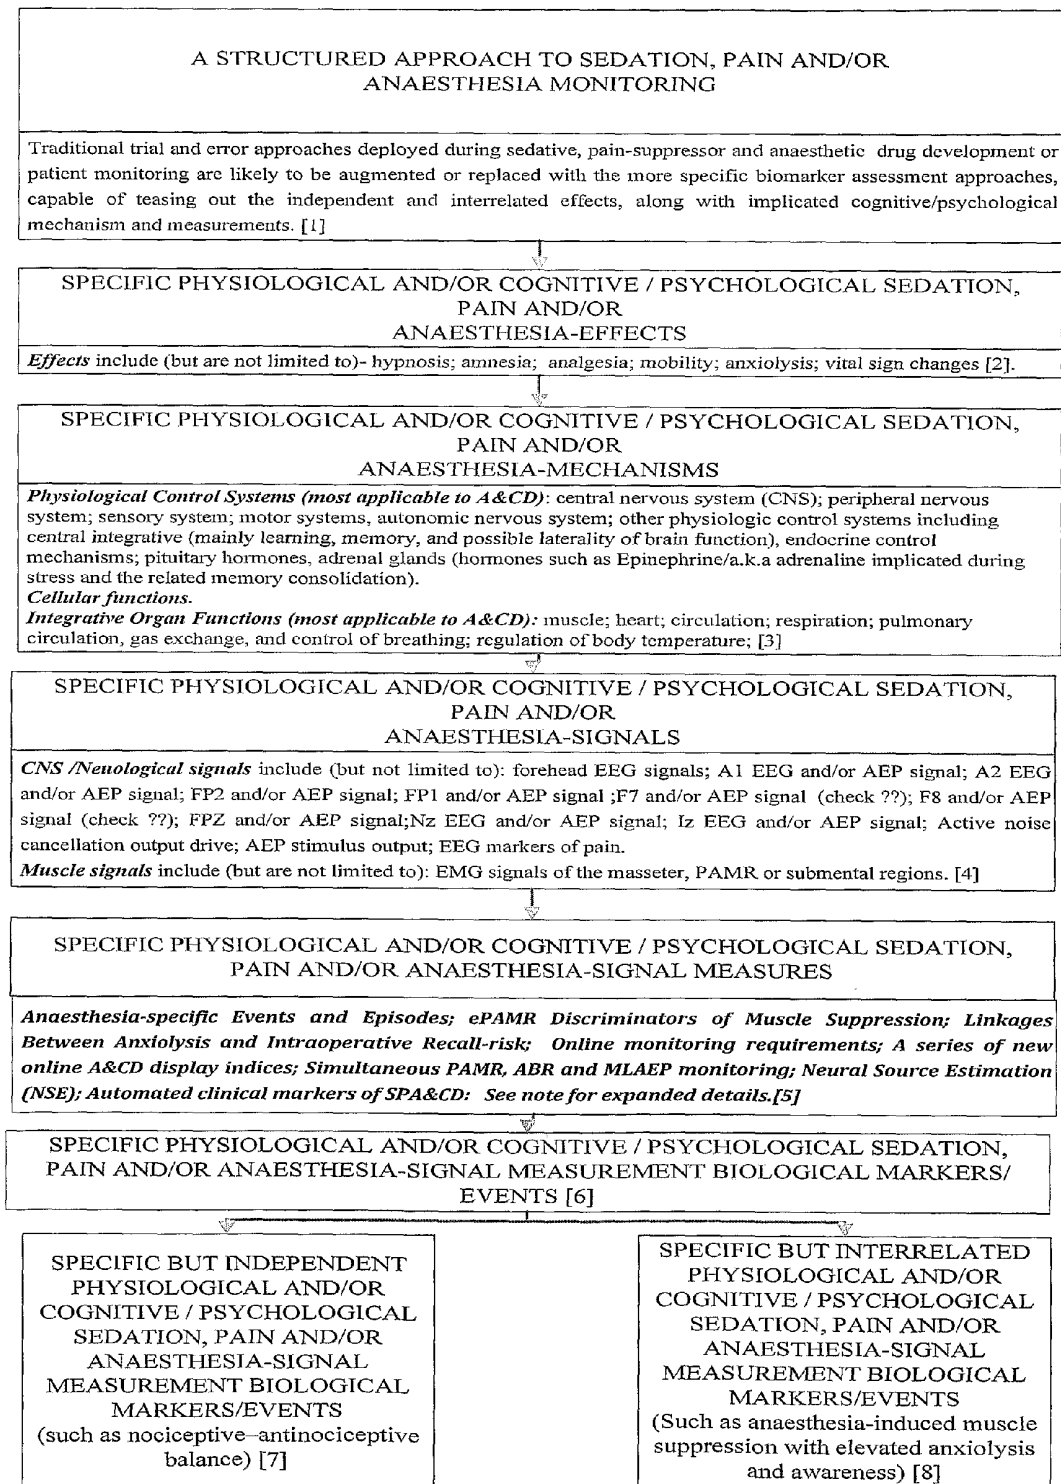 A STRUCTURED APPROACH TO SEDATION, PAIN AND/OR
ANAESTHESIA MONITORING
Traditional trial and error approaches deployed during sedative, pain-suppressor and anaesthetic drug development or
patient monitoring are likely to be augmented or replaced with the more specific biomarker assessment approaches,
capable of teasing out the independent and interrelated effects, along with implicated cognitive/psychological
mechanism and measurements. [1]
SPECIFIC PHYSIOLOGICAL AND/OR COGNITIVE / PSYCHOLOGICAL SEDATION,
PAIN AND/OR
ANAESTHESIA-EFFECTS
Effects include (but are not limited to)- hypnosis; amnesia; analgesia; mobility; anxiolysis; vital sign changes [2].
SPECIFIC PHYSIOLOGICAL AND/OR COGNITIVE / PSYCHOLOGICAL SEDATION,
PAIN AND/OR
ANAESTHESIA-MECHANISMS
Physiological Control Systems (most applicable to A&CD): central nervous system (CNS); peripheral nervous
system; sensory system; motor systems, autonomic nervous system; other physiologic control systems including
central integrative (mainly learning, memory, and possible laterality of brain function), endocrine control
mechanisms; pituitary hormones, adrenal glands (hormones such as Epinephrine/a.k.a adrenaline implicated during
stress and the related memory consolidation).
Cellular functions.
Integrative Organ Functions (most applicable to A&CD): muscle; heart; circulation; respiration; pulmonary
circulation, gas exchange, and control of breathing; regulation of body temperature; [3]
SPECIFIC PHYSIOLOGICAL AND/OR COGNITIVE / PSYCHOLOGICAL SEDATION,
PAIN AND/OR
ANAESTHESIA-SIGNALS
CNS /Neuological signals include (but not limited to): forehead EEG signals; A1 EEG and/or AEP signal; A2 EEG
and/or AEP signal; FP2 and/or AEP signal; FP1 and/or AEP signal ;F7 and/or AEP signal (check ??); F8 and/or AEP
signal (check ??); FPZ and/or AEP signal;Nz EEG and/or AEP signal; Iz EEG and/or AEP signal; Active noise
cancellation output drive; AEP stimulus output; EEG markers of pain.
Muscle signals include (but are not limited to): EMG signals of the masseter, PAMR or submental regions. [4]
SPECIFIC PHYSIOLOGICAL AND/OR COGNITIVE / PSYCHOLOGICAL SEDATION,
PAIN AND/OR ANAESTHESIA-SIGNAL MEASURES
Anaesthesia-specific Events and Episodes; ePAMR Discriminators of Muscle Suppression; Linkages
Between Anxiolysis and Intraoperative Recall-risk; Online monitoring requirements; A series of new
online A&CD display indices; Simultaneous PAMR, ABR and MLAEP monitoring; Neural Source Estimation
(NSE); Automated clinical markers of SPA&CD: See note for expanded details.[5]
SPECIFIC PHYSIOLOGICAL AND/OR COGNITIVE / PSYCHOLOGICAL SEDATION,
PAIN AND/OR ANAESTHESIA-SIGNAL MEASUREMENT BIOLOGICAL MARKERS/
EVENTS [6]
SPECIFIC BUT INDEPENDENT
PHYSIOLOGICAL AND/OR
COGNITIVE / PSYCHOLOGICAL
SEDATION, PAIN AND/OR
ANAESTHESIA-SIGNAL
MEASUREMENT BIOLOGICAL
MARKERS/EVENTS
(such as nociceptive–antinociceptive
balance) [7]
SPECIFIC BUT INTERRELATED
PHYSIOLOGICAL AND/OR
COGNITIVE / PSYCHOLOGICAL
SEDATION, PAIN AND/OR
ANAESTHESIA-SIGNAL
MEASUREMENT BIOLOGICAL
MARKERS/EVENTS
(Such as anaesthesia-induced muscle
suppression with elevated anxiolysis
and awareness) [8]